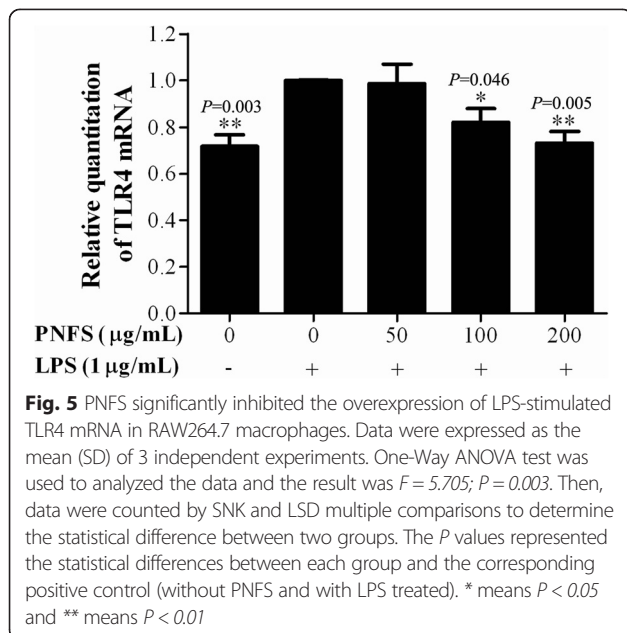 Relative quantitation
of TLR4 mRNA
1.2
1.0
0.8
0.6
0.4
0.2
0.0
P=0.003
**
P=0.046
*
P=0.005
**
PNFS ( μg/mL) 0 0 50 100 200
LPS (1 μg/mL) - + + + +
Fig. 5 PNFS significantly inhibited the overexpression of LPS-stimulated
TLR4 mRNA in RAW264.7 macrophages. Data were expressed as the
mean (SD) of 3 independent experiments. One-Way ANOVA test was
used to analyzed the data and the result was F = 5.705; P = 0.003. Then,
data were counted by SNK and LSD multiple comparisons to determine
the statistical difference between two groups. The P values represented
the statistical differences between each group and the corresponding
positive control (without PNFS and with LPS treated). * means P < 0.05
and ** means P < 0.01